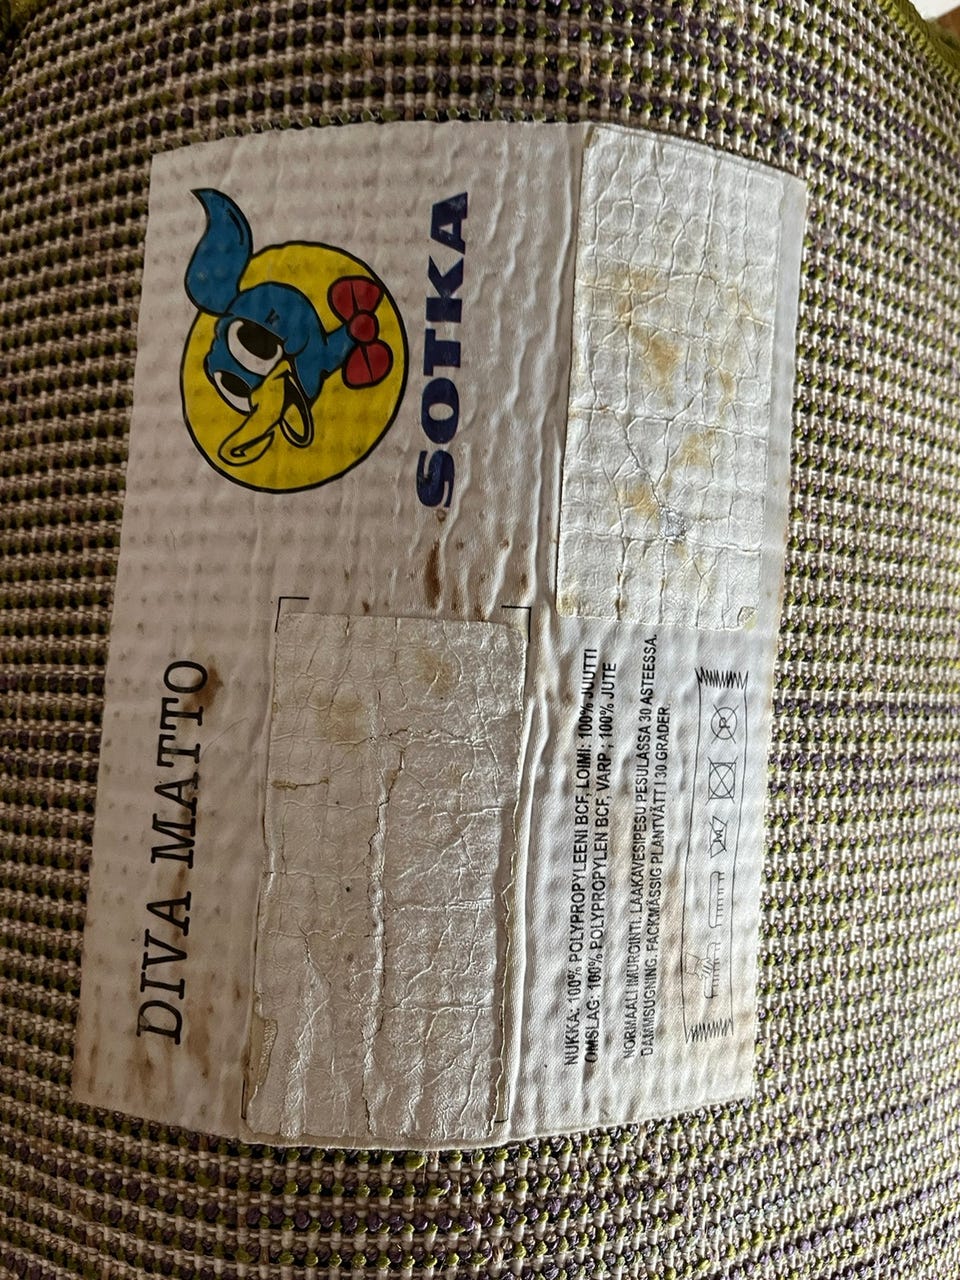 DIVA MATTO
SOTKA
NUKKA: 100% POLYPROPYLEENI BCF, LOIMI: 100% JUUTTI
OMSLAG: 100% POLYPROPYLEN BCF, VARP ; 100% JUTE
NORMAALI IMUROINTI. LAAKAVESIPESU PESULASSA 30 ASTEESSA.
DAMMSUGNING. FACKMÄSSIG PLANTVÄTT I 30 GRADER.
P